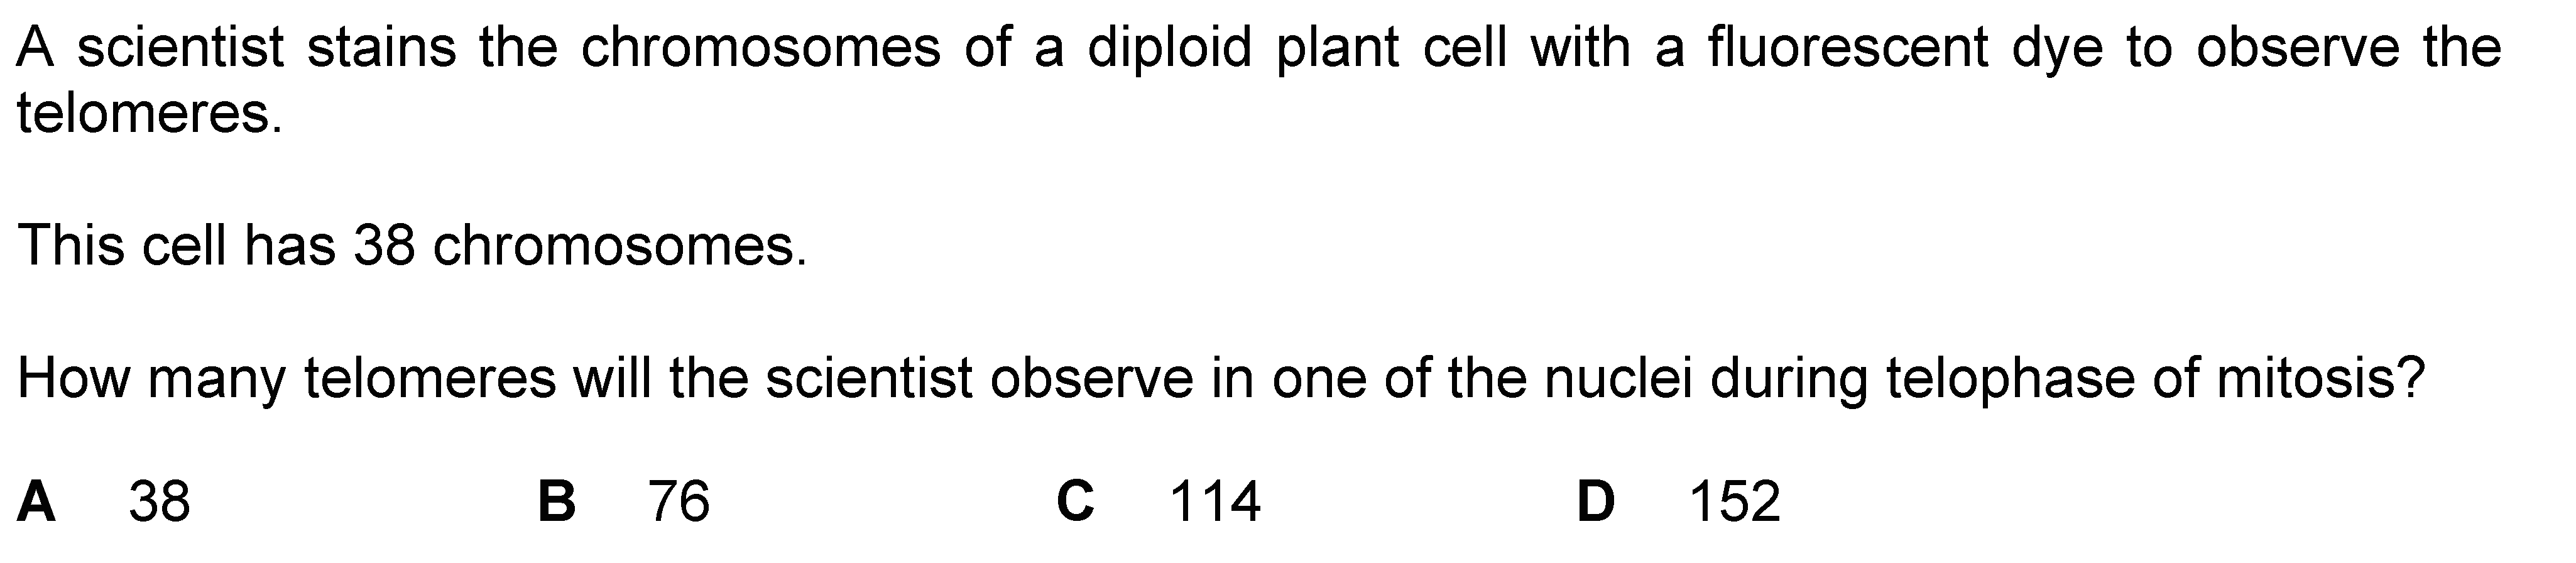 A scientist stains the chromosomes of a diploid plant cell with a fluorescent dye to observe the
telomeres.
This cell has 38 chromosomes.
How many telomeres will the scientist observe in one of the nuclei during telophase of mitosis?
A 38 B 76 C 114 D 152